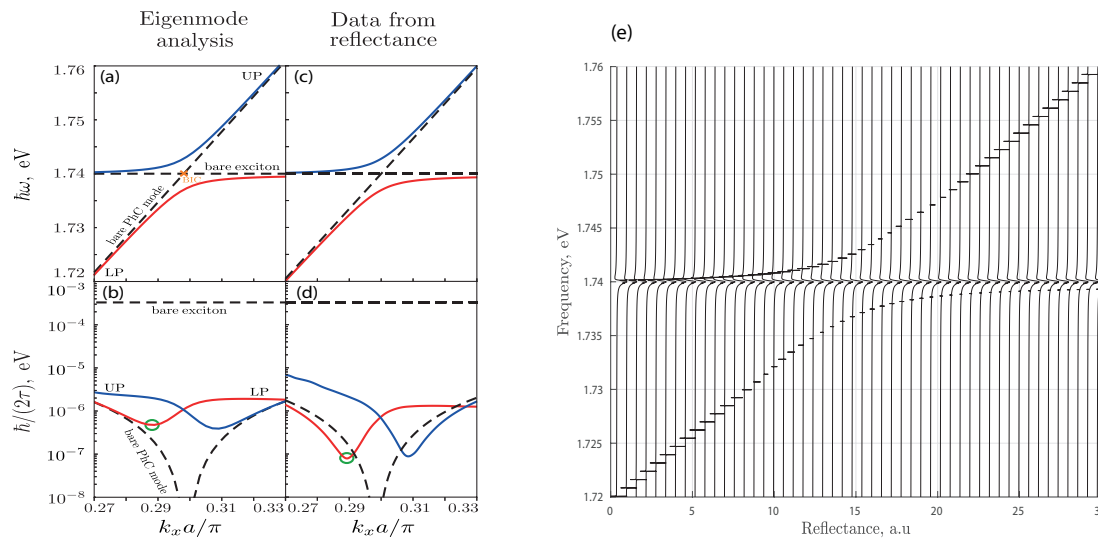 Eigenmode
analysis
Data from
reflectance
(a)
UP
bare exciton
BIC
bare PhC mode
LP
1.76
1.75
1.74
1.73
1.72
ħω, eV
(c)
(b)
bare exciton
UP
LP
bare PhC mode
10⁻³
10⁻⁴
10⁻⁵
10⁻⁶
10⁻⁷
10⁻⁸
ħ/(2τ), eV
0.27 0.29 0.31 0.33
kₓa/π
(d)
0.27 0.29 0.31 0.33
kₓa/π
(e)
1.76
1.755
1.75
1.745
1.74
1.735
1.73
1.725
1.72
Frequency, eV
0 5 10 15 20 25 3
Reflectance, a.u